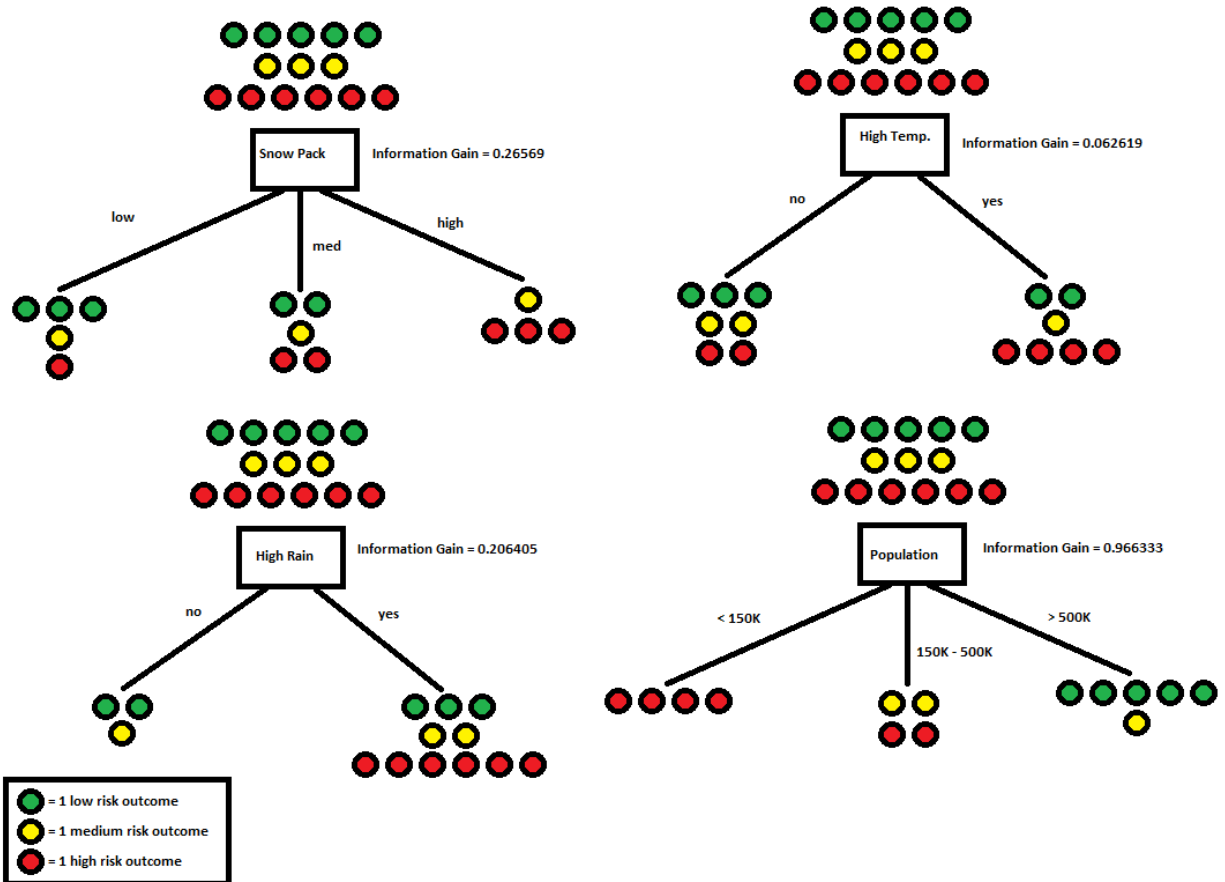 Snow Pack
Information Gain = 0.26569
low
med
high
High Temp.
Information Gain = 0.062619
no
yes
High Rain
Information Gain = 0.206405
no
yes
Population
Information Gain = 0.966333
< 150K
150K - 500K
> 500K
= 1 low risk outcome
= 1 medium risk outcome
= 1 high risk outcome